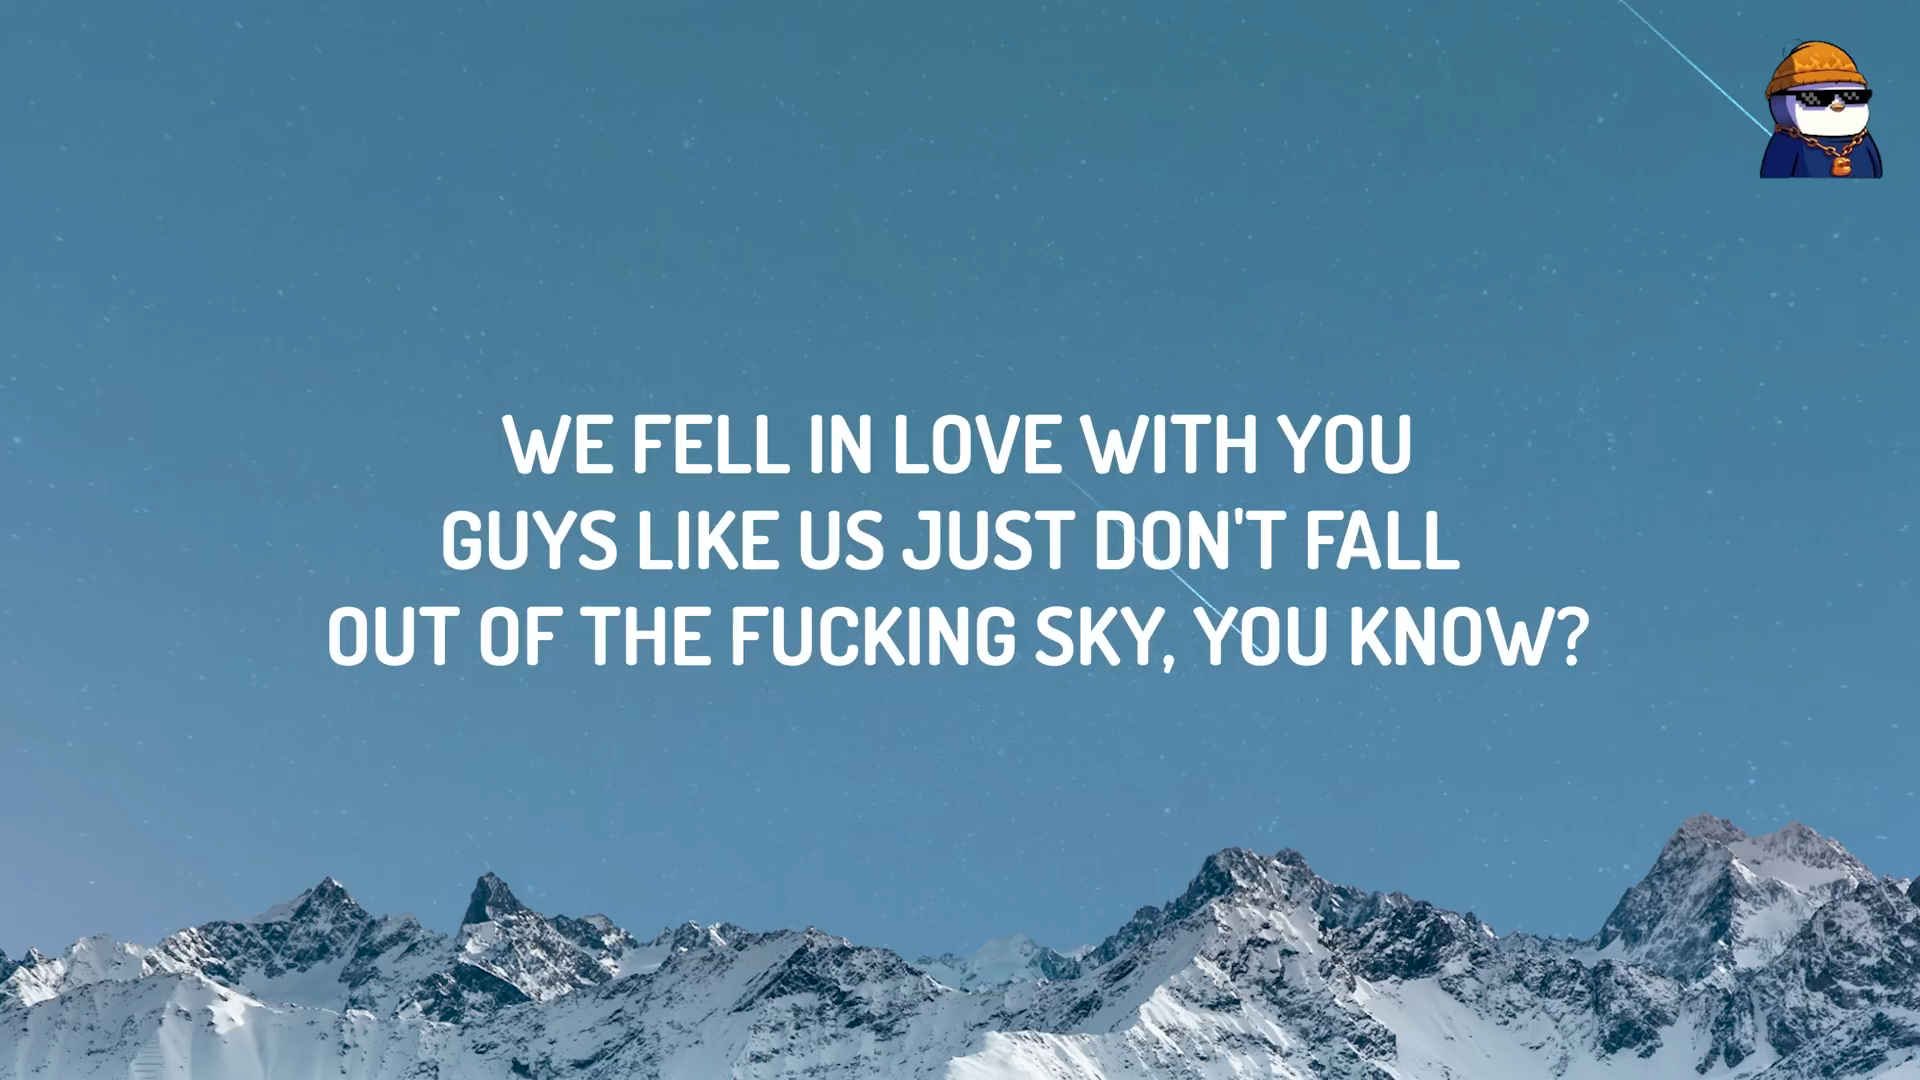 WE FELL IN LOVE WITH YOU
GUYS LIKE US JUST DON'T FALL
OUT OF THE FUCKING SKY, YOU KNOW?